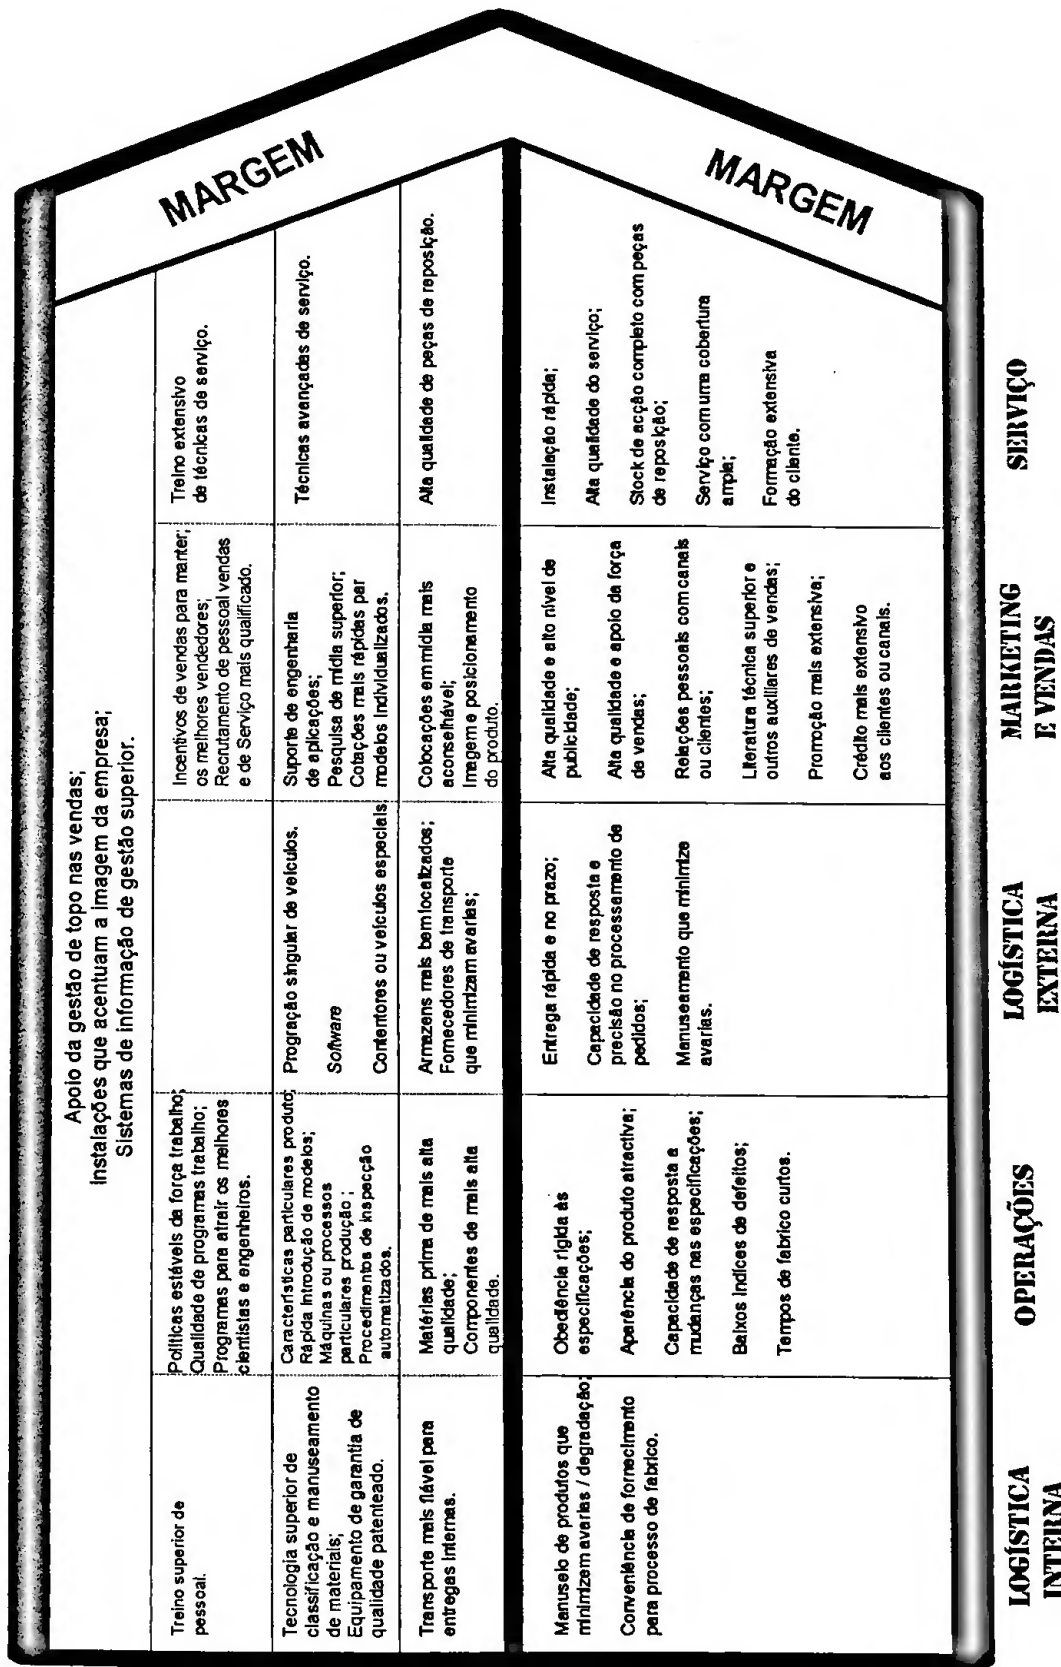 Apoio da gestão de topo nas vendas;
Instalações que acentuam a imagem da empresa;
Sistemas de informação de gestão superior.
Treino superior de
pessoal.
Políticas estáveis da força trabalho;
Qualidade de programas trabalho;
Programas para atrair os melhores
cientistas e engenheiros.
Incentivos de vendas para manter;
os melhores vendedores;
Recrutamento de pessoal vendas
e de Serviço mais qualificado.
Treino extensivo
de técnicas de serviço.
Tecnologia superior de
classificação e manuseamento
de materiais;
Equipamento de garantia de
qualidade patenteado.
Características particulares produto;
Rápida introdução de modelos;
Máquinas ou processos
particulares produção ;
Procedimentos de inspecção
automatizados.
Progração singular de veículos.
Software
Contentores ou veículos especiais
Suporte de engenharia
de aplicações;
Pesquisa de mídia superior;
Cotações mais rápidas par
modelos individualizados.
Técnicas avançadas de serviço.
Transporte mais fiável para
entregas internas.
Matérias prima de mais alta
qualidade;
Componentes de mais alta
qualidade.
Armazens mais bem localizados;
Fornecedores de transporte
que minimizam avarias;
Colocações em mídia mais
aconselhável;
Imagem e posicionamento
do produto.
Alta qualidade de peças de reposição.
MARGEM
Manuseio de produtos que
minimizem avarias / degradação;
Conveniência de fornecimento
para processo de fabrico.
Obediência rígida às
especificações;
Aparência do produto atractiva;
Capacidade de resposta a
mudanças nas especificações;
Baixos índices de defeitos;
Tempos de fabrico curtos.
Entrega rápida e no prazo;
Capacidade de resposta e
precisão no processamento de
pedidos;
Manuseamento que minimize
avarias.
Alta qualidade e alto nível de
publicidade;
Alta qualidade e apoio da força
de vendas;
Relações pessoais com canais
ou clientes;
Literatura técnica superior e
outros auxiliares de vendas;
Promoção mais extensiva;
Crédito mais extensivo
aos clientes ou canais.
Instalação rápida;
Alta qualidade do serviço;
Stock de acção completo com peças
de reposição;
Serviço com uma cobertura
ampla;
Formação extensiva
do cliente.
MARGEM
LOGÍSTICA
INTERNA
OPERAÇÕES
LOGÍSTICA
EXTERNA
MARKETING
E VENDAS
SERVIÇO